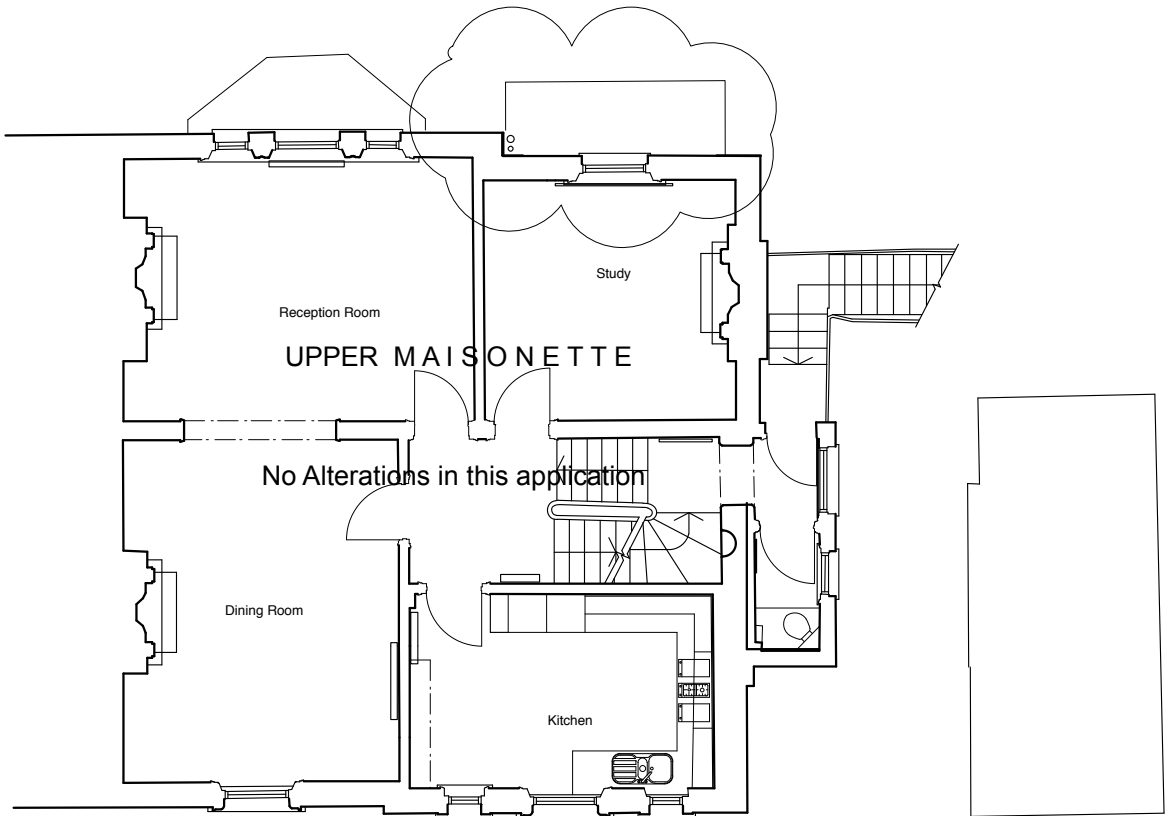 Study
Reception Room
UPPER MAISONETTE
No Alterations in this application
Dining Room
Kitchen